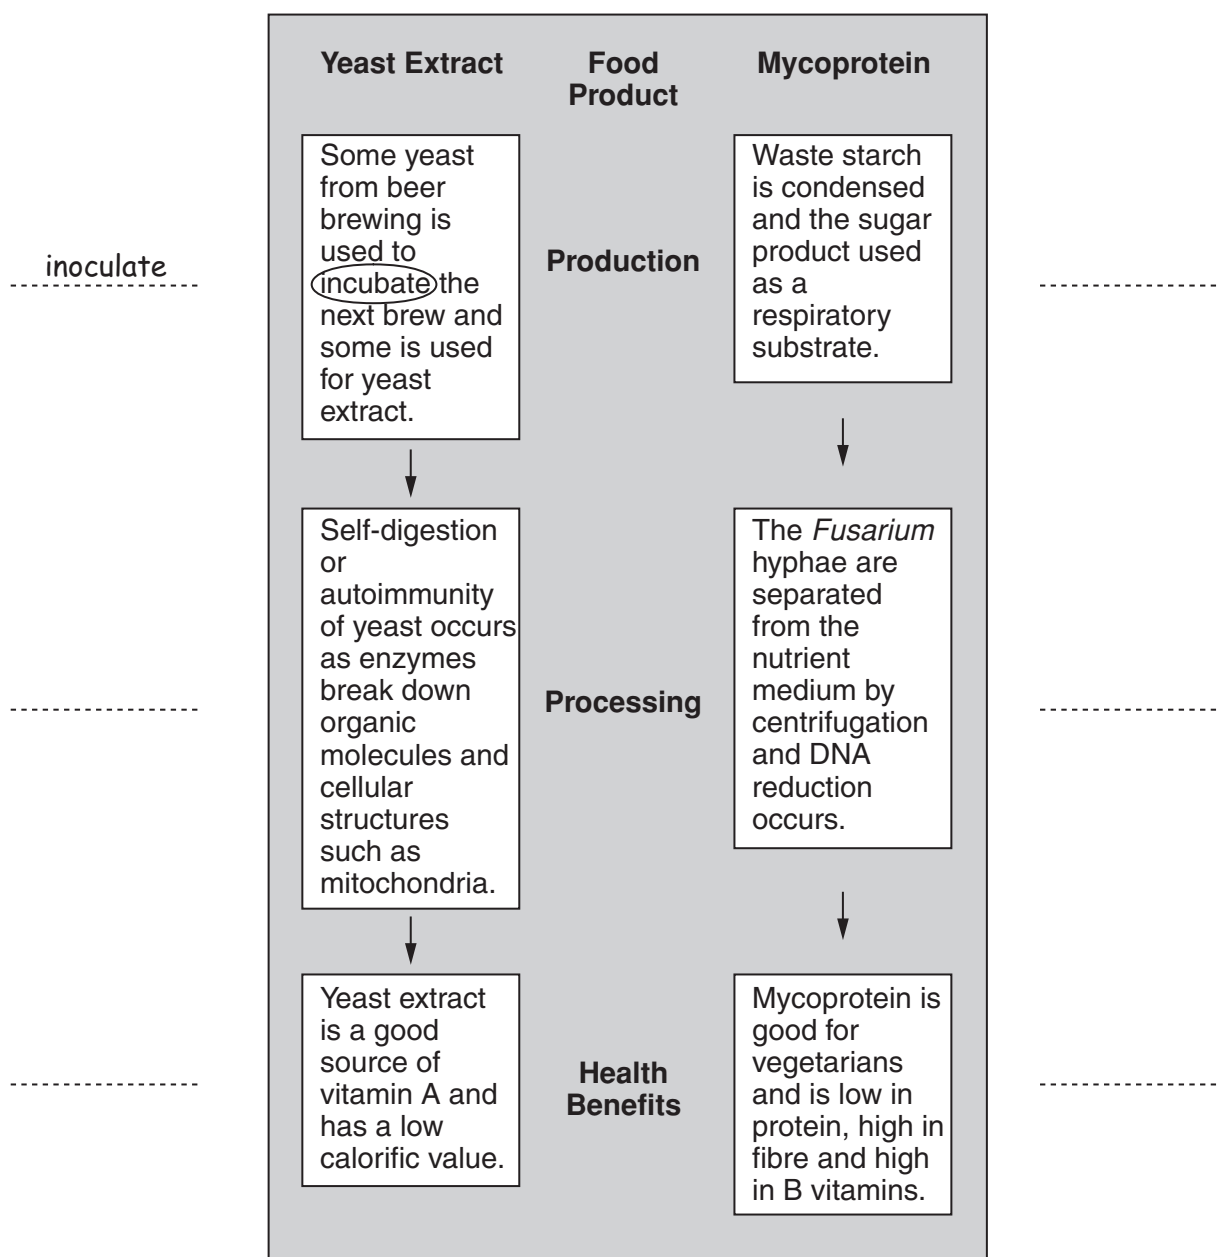 Yeast Extract
Food
Product
Mycoprotein
Some yeast
from beer
brewing is
used to
incubate the
next brew and
some is used
for yeast
extract.
inoculate
Production
Waste starch
is condensed
and the sugar
product used
as a
respiratory
substrate.
Self-digestion
or
autoimmunity
of yeast occurs
as enzymes
break down
organic
molecules and
cellular
structures
such as
mitochondria.
Processing
The Fusarium
hyphae are
separated
from the
nutrient
medium by
centrifugation
and DNA
reduction
occurs.
Yeast extract
is a good
source of
vitamin A and
has a low
calorific value.
Health
Benefits
Mycoprotein is
good for
vegetarians
and is low in
protein, high in
fibre and high
in B vitamins.